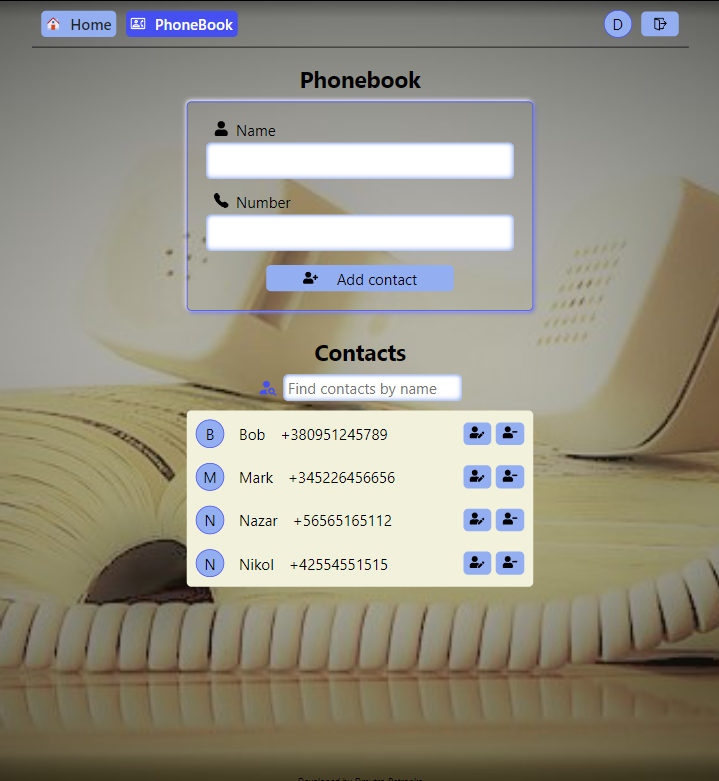 Home PhoneBook D
Phonebook
Name
Number
Add contact
Contacts
Find contacts by name
B Bob +380951245789
M Mark +345226456656
N Nazar +56565165112
N Nikol +42554551515